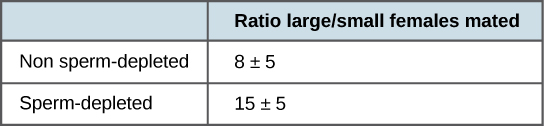 Ratio large/small females mated
Non sperm-depleted 8 ± 5
Sperm-depleted 15 ± 5